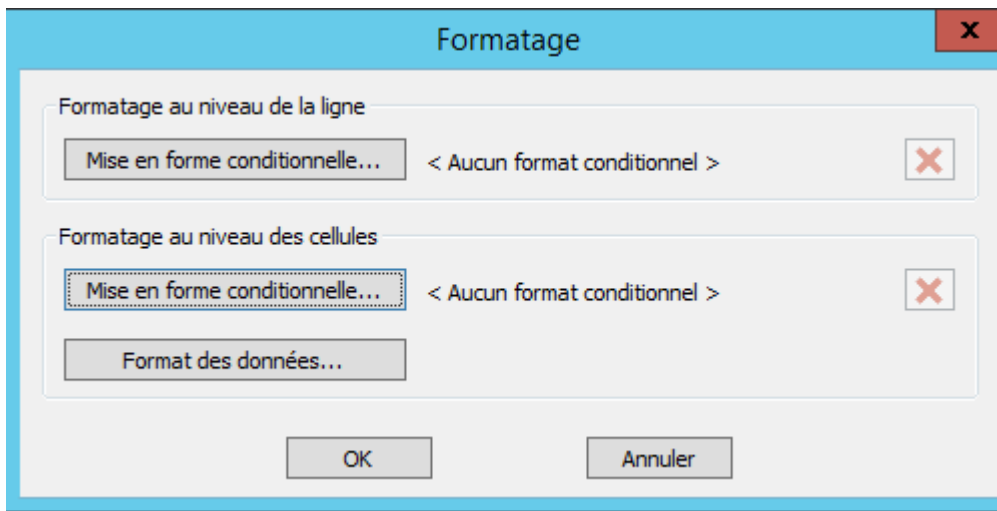 Formatage
x
Formatage au niveau de la ligne
Mise en forme conditionnelle... < Aucun format conditionnel >
Formatage au niveau des cellules
Mise en forme conditionnelle... < Aucun format conditionnel >
Format des données...
OK Annuler